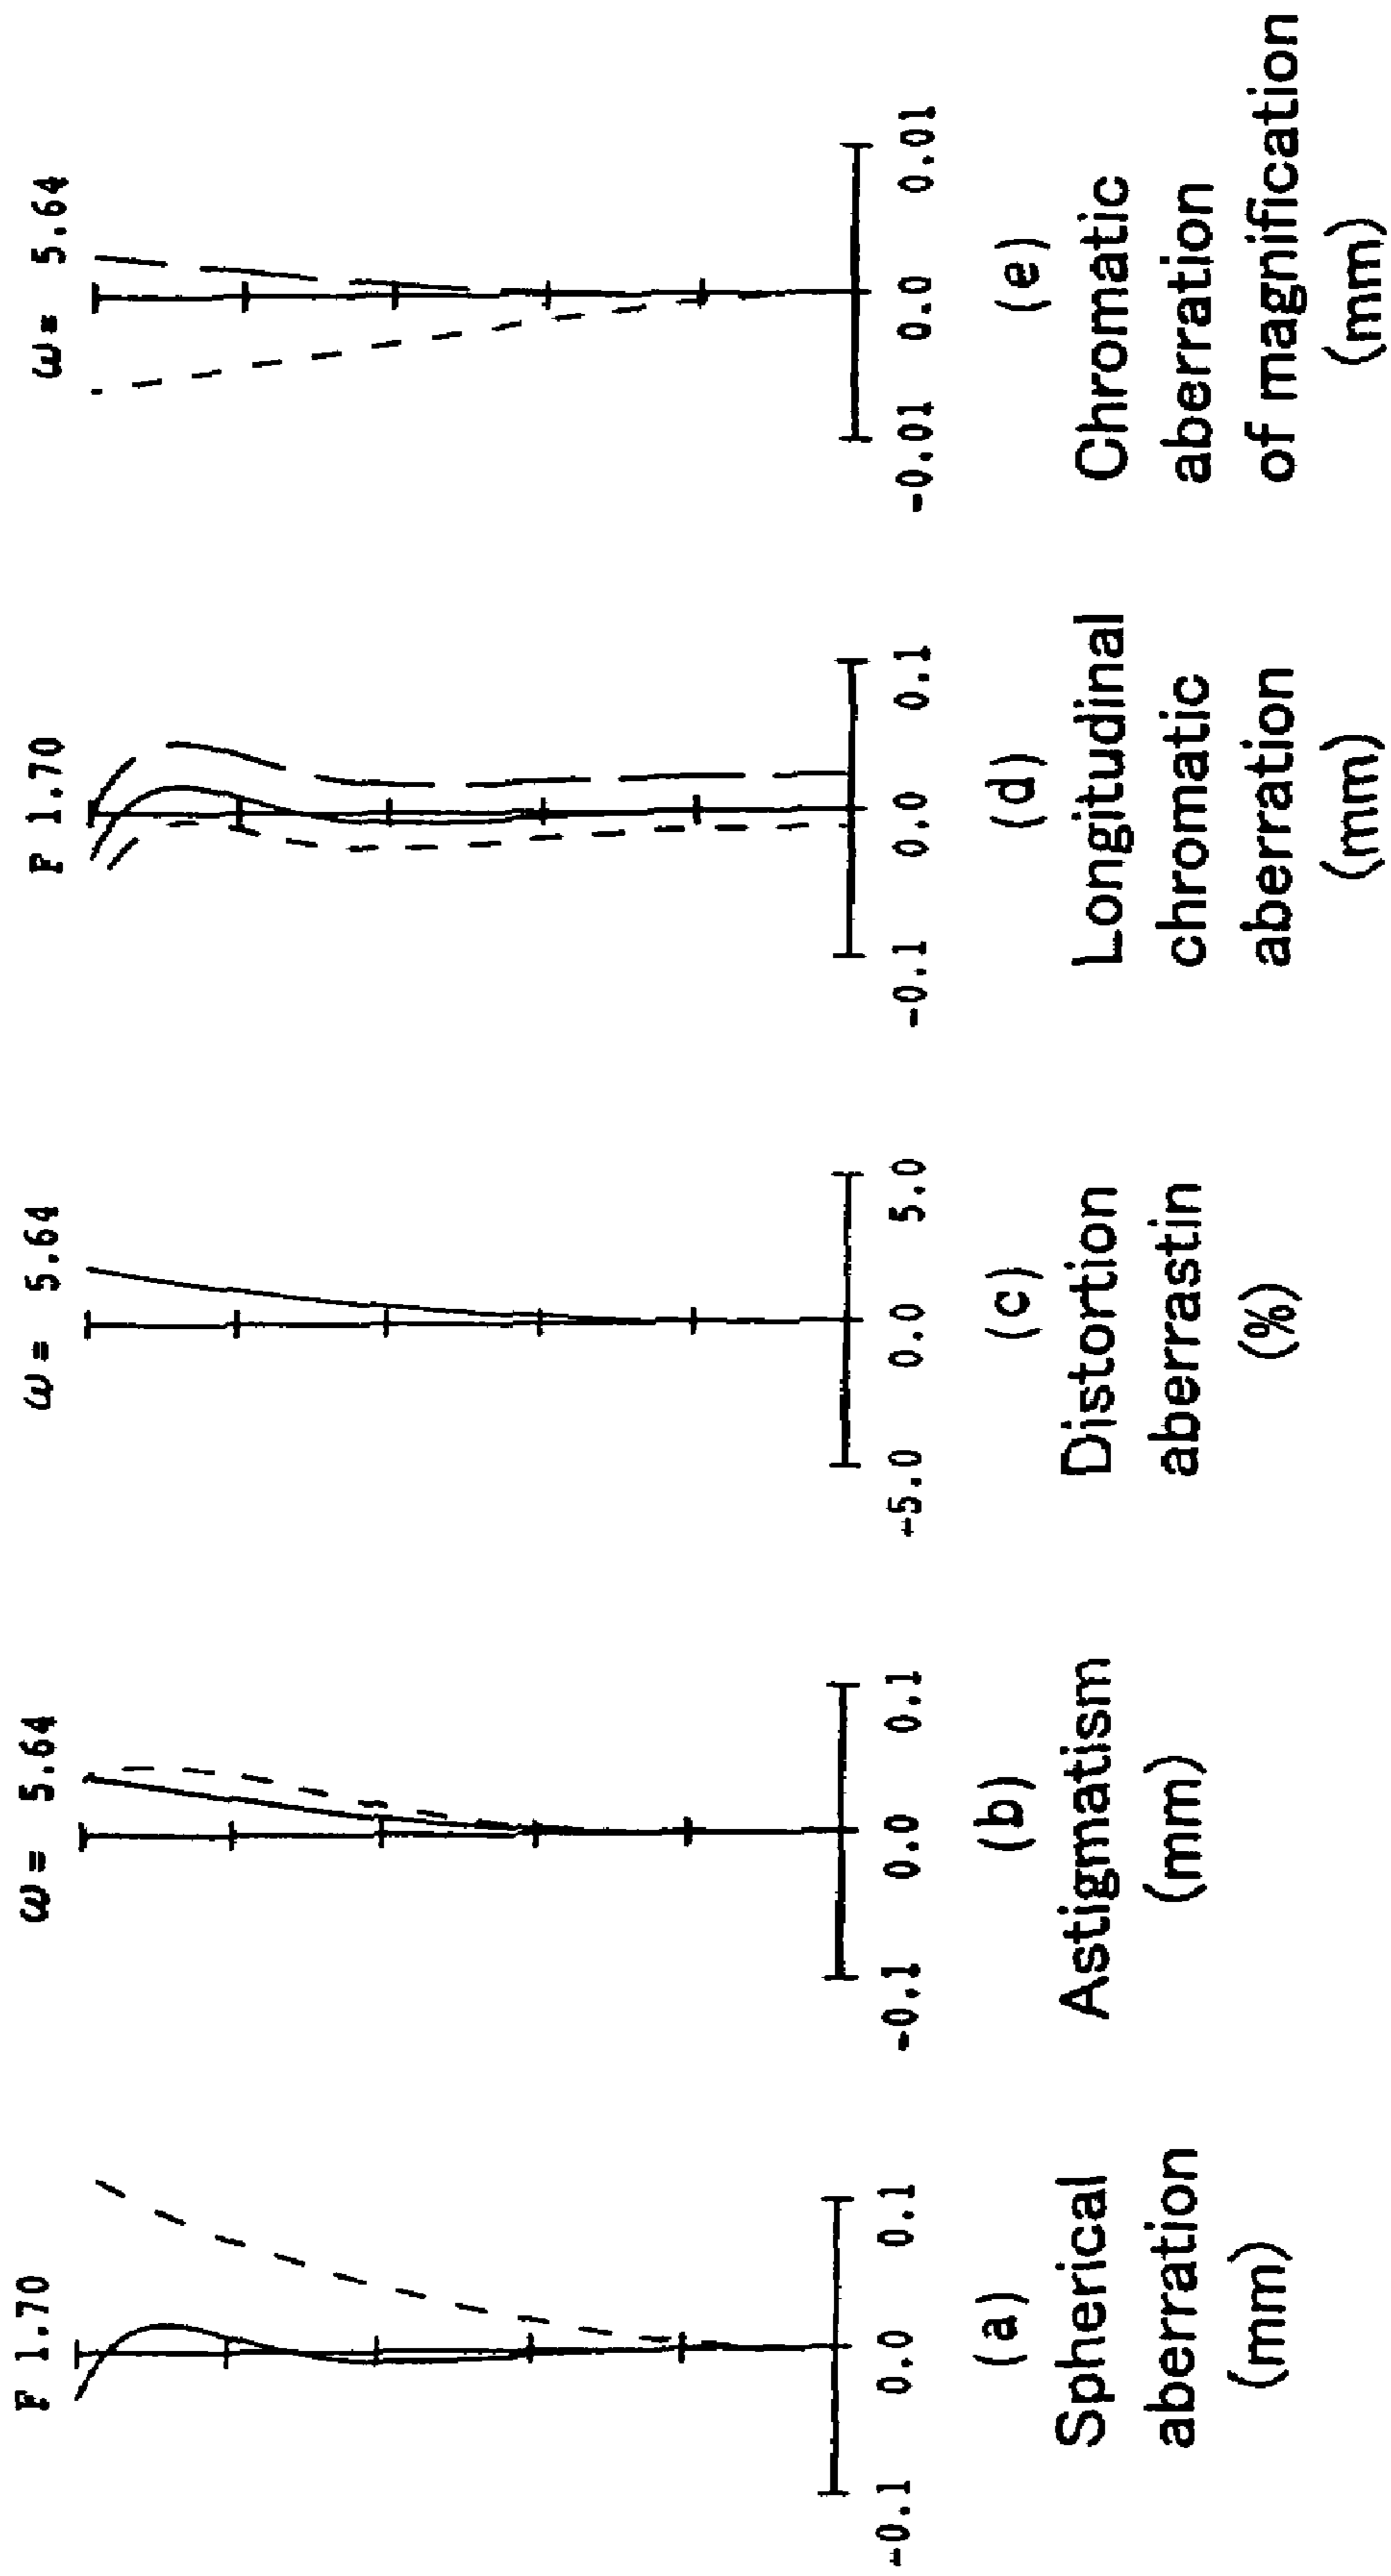 F 1.70
-0.1 0.0 0.1
(a)
Spherical
aberration
(mm)
ω= 5.64
-0.1 0.0 0.1
(b)
Astigmatism
(mm)
ω= 5.64
-5.0 0.0 5.0
(c)
Distortion
aberrastin
(%)
F 1.70
-0.1 0.0 0.1
(d)
Longitudinal
chromatic
aberration
(mm)
ω= 5.64
-0.01 0.0 0.01
(e)
Chromatic
aberration
of magnification
(mm)